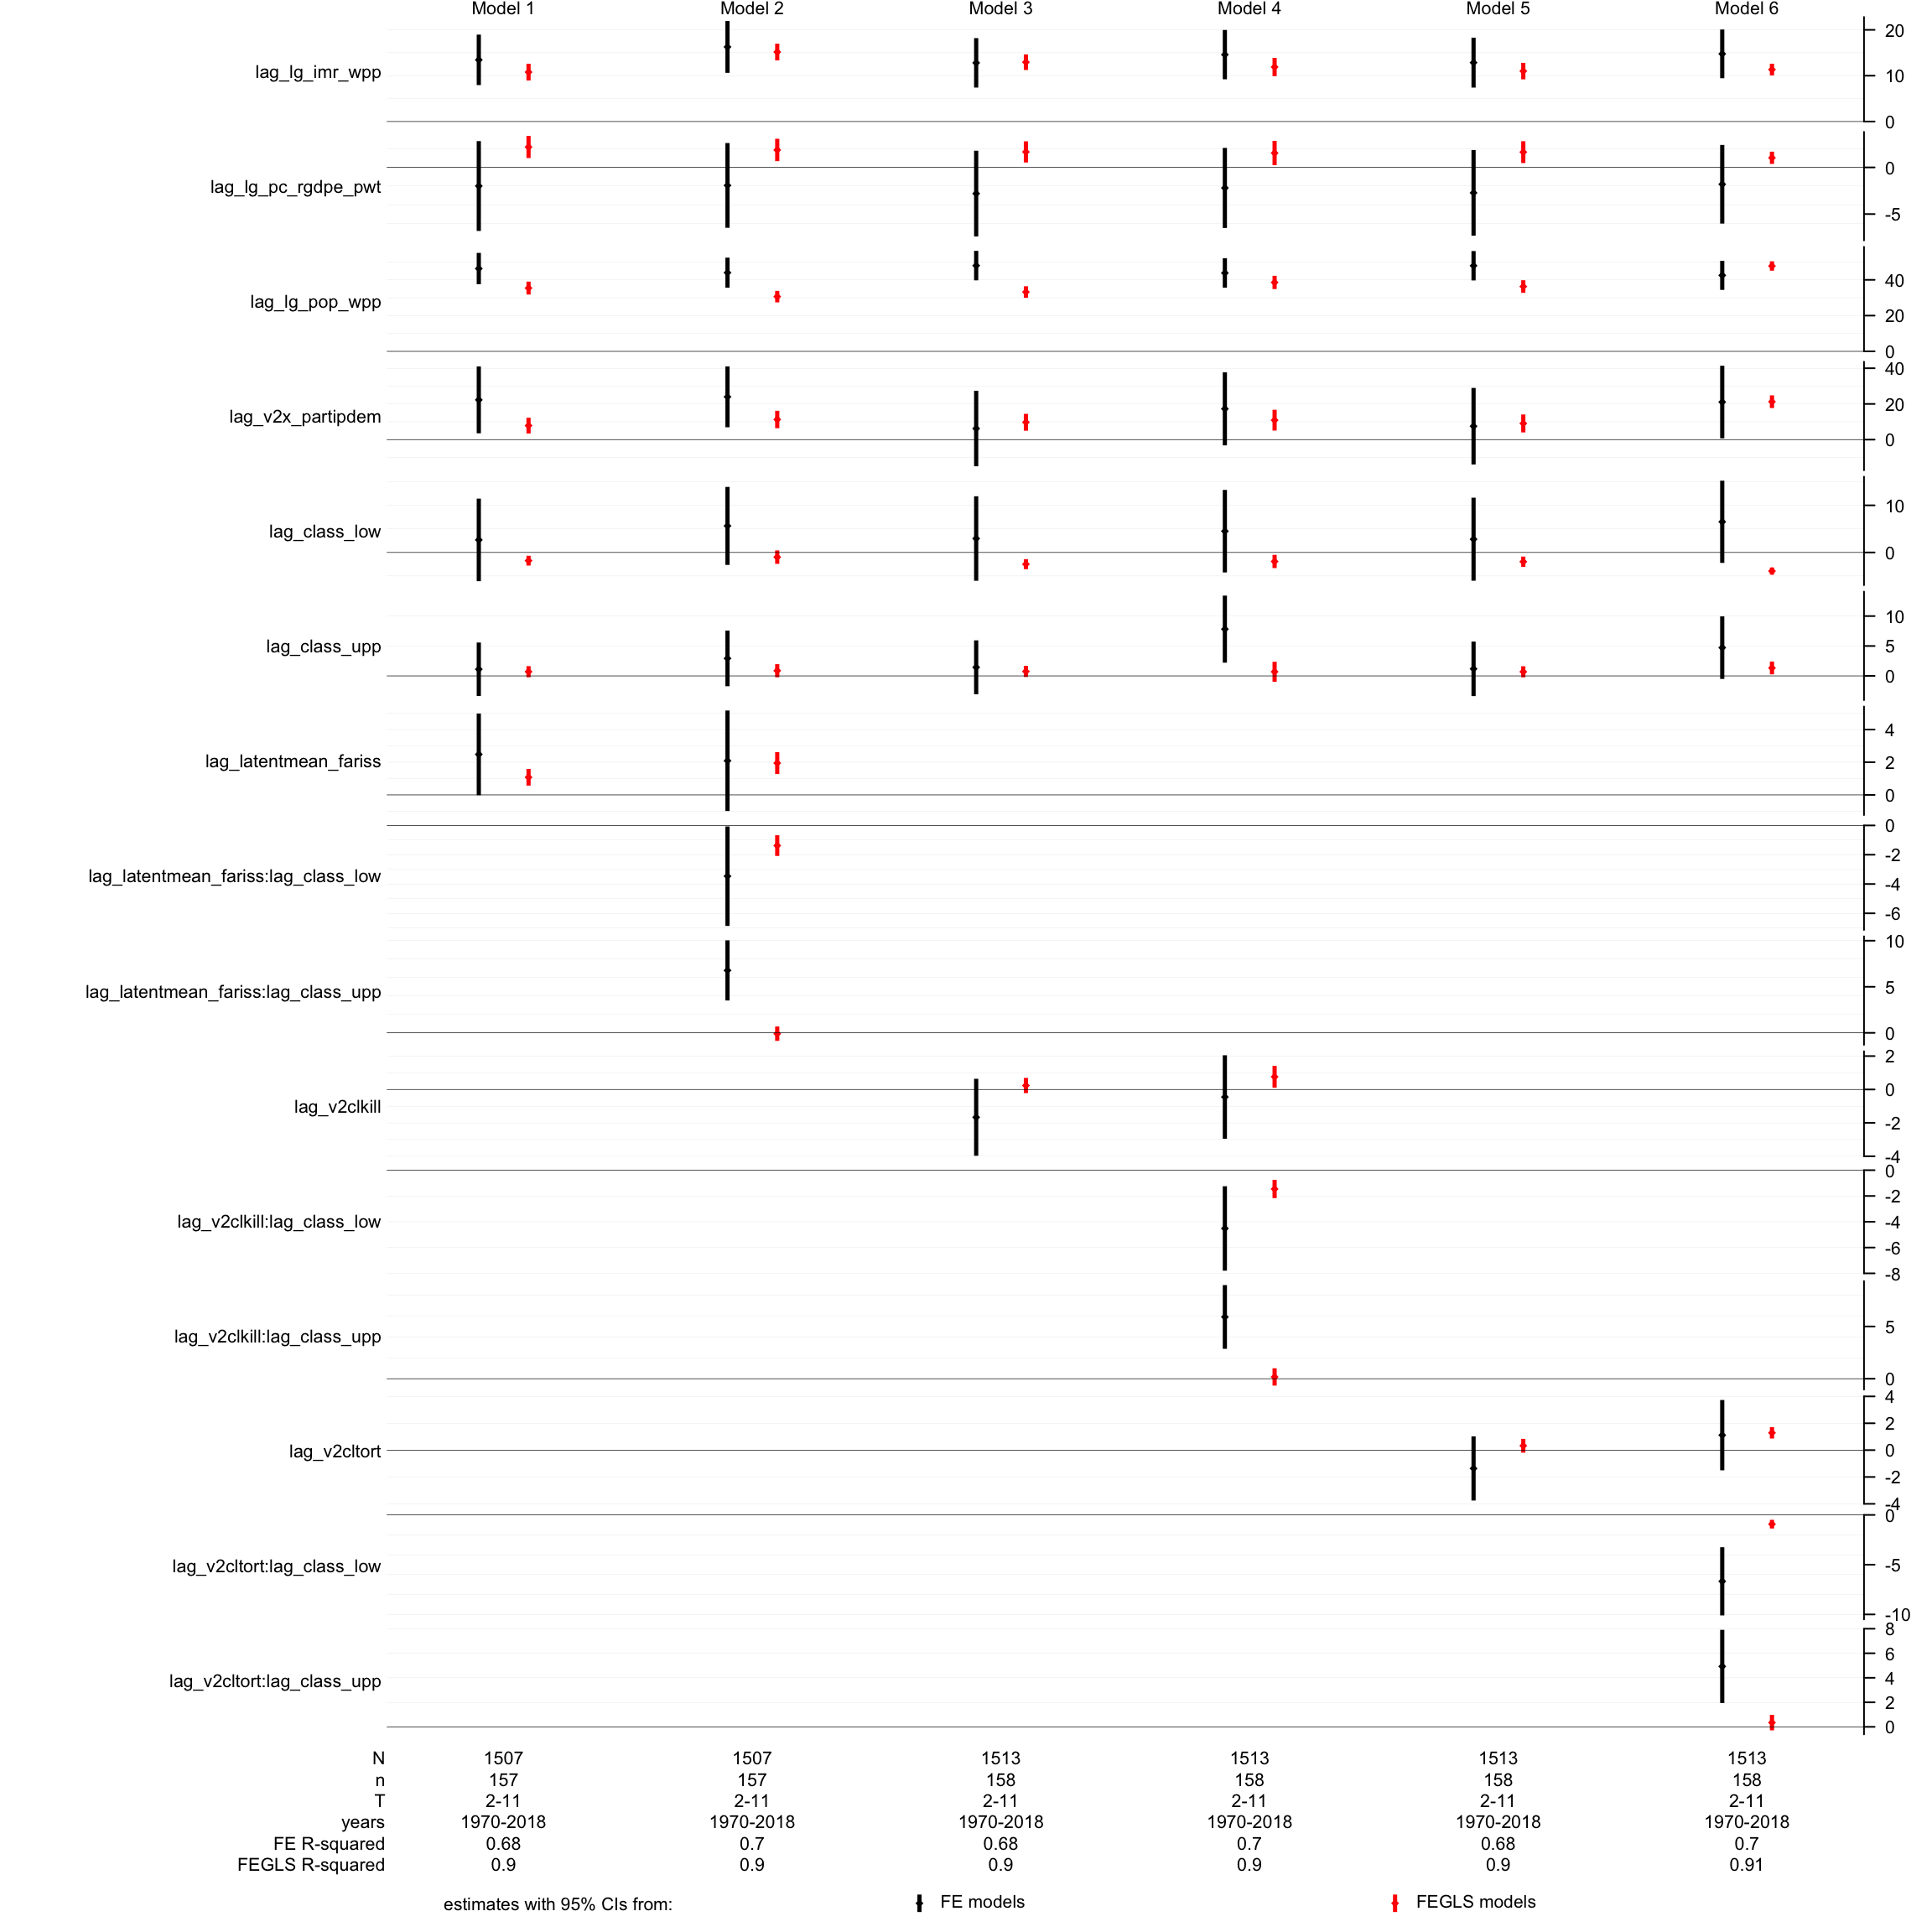 Model 1 Model 2 Model 3 Model 4 Model 5 Model 6
lag_lg_imr_wpp
20
10
0
lag_lg_pc_rgdpe_pwt
0
-5
lag_lg_pop_wpp
40
20
0
lag_v2x_partipdem
40
20
0
lag_class_low
10
0
lag_class_upp
10
5
0
lag_latentmean_fariss
4
2
0
lag_latentmean_fariss:lag_class_low
0
-2
-4
-6
lag_latentmean_fariss:lag_class_upp
10
5
0
lag_v2clkill
2
0
-2
-4
lag_v2clkill:lag_class_low
0
-2
-4
-6
-8
lag_v2clkill:lag_class_upp
5
0
lag_v2cltort
4
2
0
-2
-4
lag_v2cltort:lag_class_low
0
-5
-10
lag_v2cltort:lag_class_upp
8
6
4
2
0
N 1507 1507 1513 1513 1513 1513
n 157 157 158 158 158 158
T 2-11 2-11 2-11 2-11 2-11 2-11
years 1970-2018 1970-2018 1970-2018 1970-2018 1970-2018 1970-2018
FE R-squared 0.68 0.7 0.68 0.7 0.68 0.7
FEGLS R-squared 0.9 0.9 0.9 0.9 0.9 0.91
estimates with 95% CIs from: FE models FEGLS models